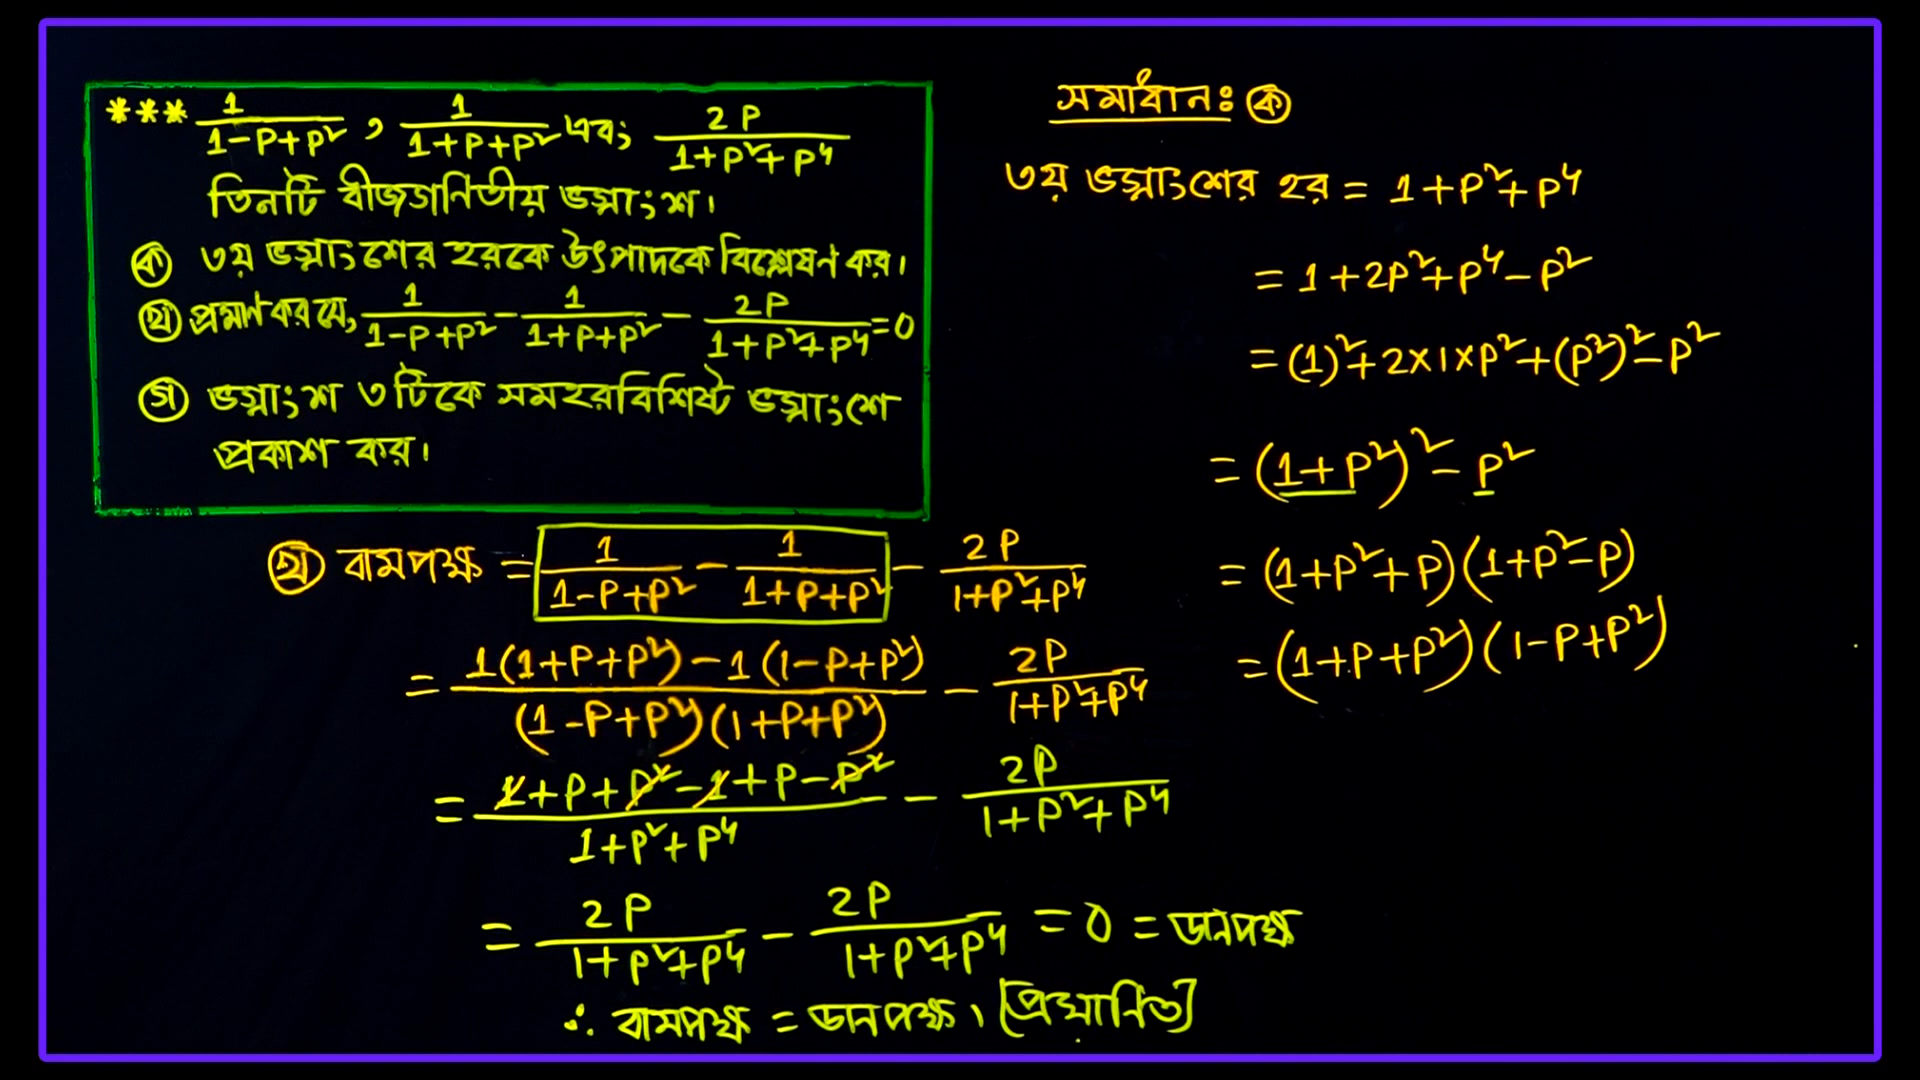 *** 1/(1-P+P²) , 1/(1+P+P²) এবং 2P/(1+P²+P⁴)
তিনটি বীজগনিতীয় ভগ্নাংশ।
ⓚ ৩য় ভগ্নাংশের হরকে উৎপাদকে বিশ্লেষণ কর।
খ প্রমাণ কর যে, 1/(1-P+P²) - 1/(1+P+P²) - 2P/(1+P²+P⁴) = 0
গ ভগ্নাংশ ৩ টিকে সমহরবিশিষ্ট ভগ্নাংশে
প্রকাশ কর।
সমাধানঃ ক
৩য় ভগ্নাংশের হর = 1+P²+P⁴
= 1+2P²+P⁴-P²
= (1)²+2×1×P²+(P²)²-P²
= (1+P²)²-P²
= (1+P²+P)(1+P²-P)
= (1+P+P²)(1-P+P²)
খ বামপক্ষ = 1/(1-P+P²) - 1/(1+P+P²) - 2P/(1+P²+P⁴)
= (1(1+P+P²)-1(1-P+P²))/((1-P+P²)(1+P+P²)) - 2P/(1+P²+P⁴)
= (1+P+P²-1+P-P²)/(1+P²+P⁴) - 2P/(1+P²+P⁴)
= 2P/(1+P²+P⁴) - 2P/(1+P²+P⁴) = 0 = ডানপক্ষ
∴ বামপক্ষ = ডানপক্ষ। [প্রমানিত]